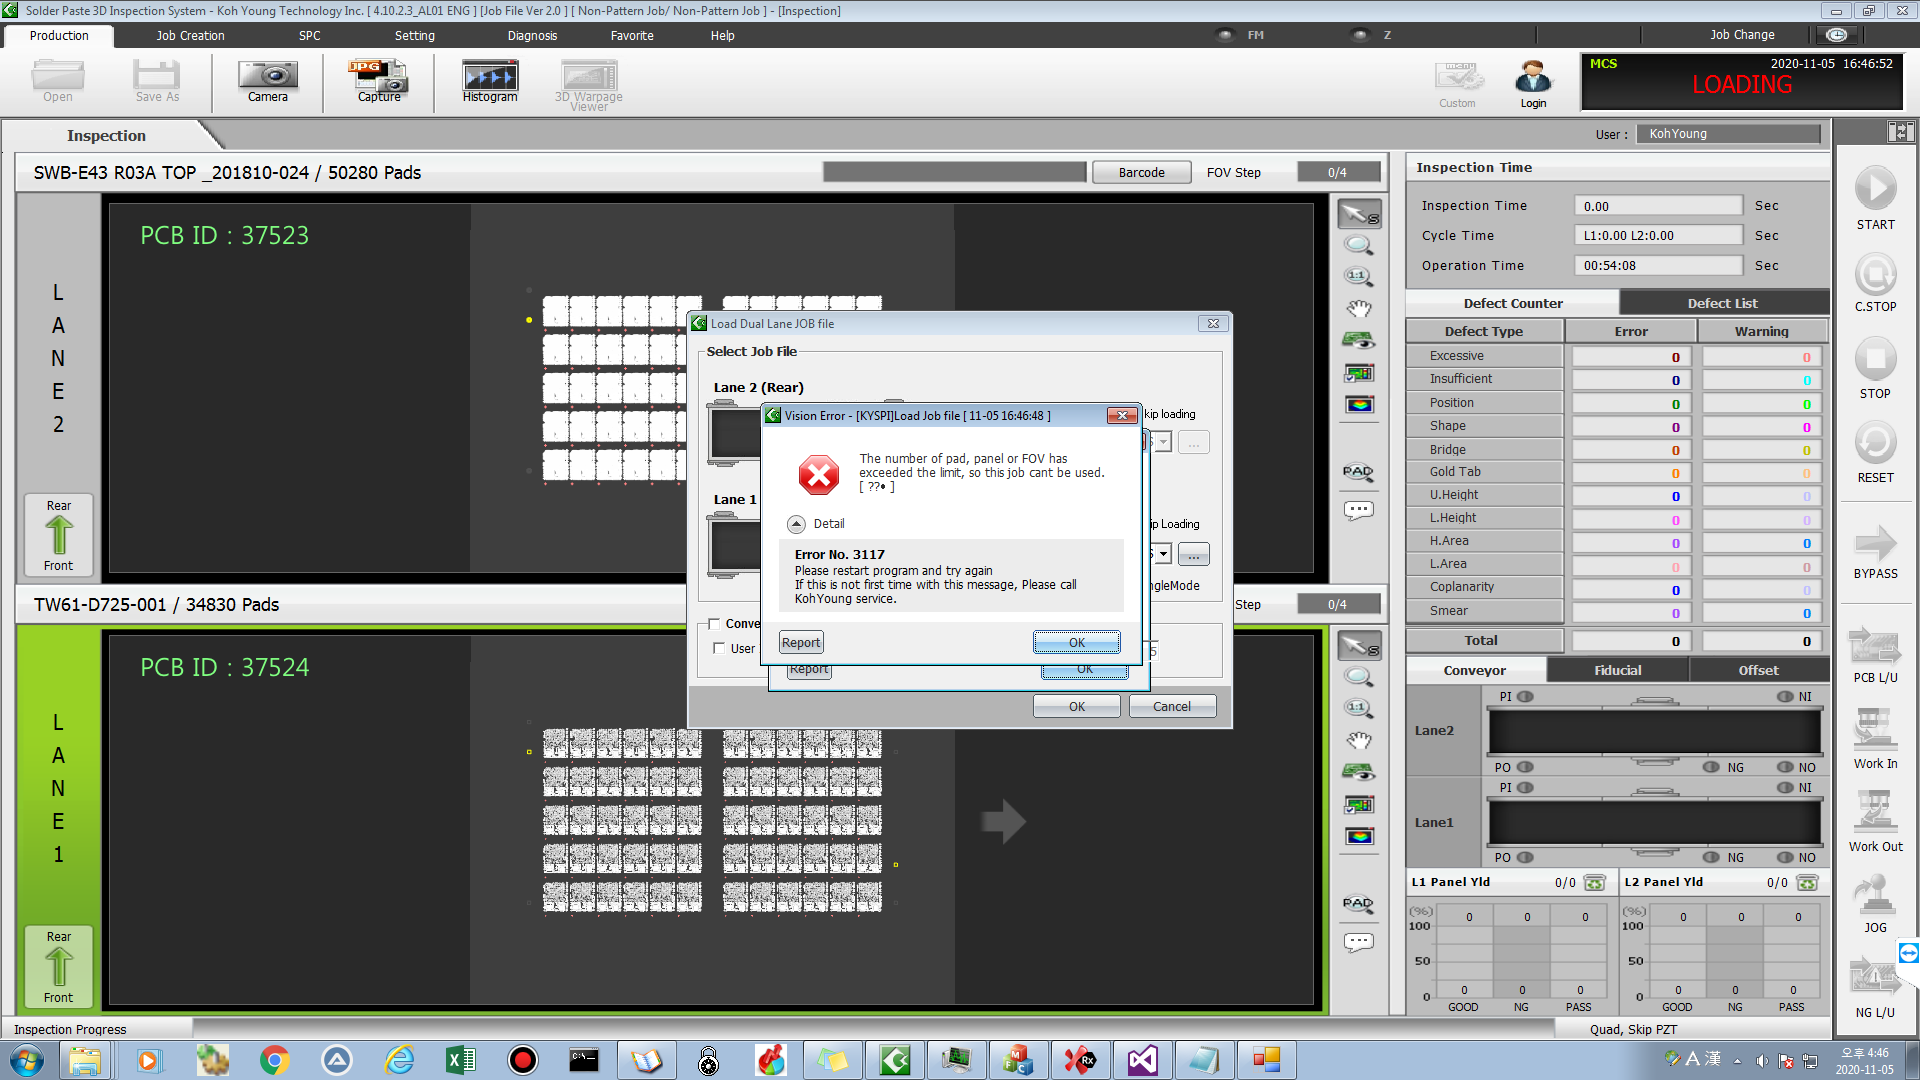 Solder Paste 3D Inspection System - Koh Young Technology Inc. [ 4.10.2.3_AL01 ENG ] [Job File Ver 2.0 ] [ Non-Pattern Job/ Non-Pattern Job ] - [Inspection]
Production
Job Creation
SPC
Setting
Diagnosis
Favorite
Help
FM
Z
Job Change
Open
Save As
Camera
JPG
Capture
Histogram
3D Warpage
Viewer
Custom
Login
MCS
2020-11-05 16:46:52
LOADING
Inspection
User :
KohYoung
SWB-E43 R03A TOP _201810-024 / 50280 Pads
Barcode
FOV Step
0/4
L
A
N
E
2
Rear
Front
PCB ID : 37523
TW61-D725-001 / 34830 Pads
Step
0/4
L
A
N
E
1
Rear
Front
PCB ID : 37524
S
1:1
PAD
S
1:1
PAD
Load Dual Lane JOB file
Select Job File
Lane 2 (Rear)
kip loading
...
Lane 1
ip Loading
...
ngleMode
Conve
User
5
Report
OK
OK
Cancel
Vision Error - [KYSPI]Load Job file [ 11-05 16:46:48 ]
The number of pad, panel or FOV has
exceeded the limit, so this job cant be used.
[ ??• ]
Detail
Error No. 3117
Please restart program and try again
If this is not first time with this message, Please call
KohYoung service.
Report
OK
Inspection Time
Inspection Time
0.00
Sec
Cycle Time
L1:0.00 L2:0.00
Sec
Operation Time
00:54:08
Sec
Defect Counter
Defect List
Defect Type
Error
Warning
Excessive
0
0
Insufficient
0
0
Position
0
0
Shape
0
0
Bridge
0
0
Gold Tab
0
0
U.Height
0
0
L.Height
0
0
H.Area
0
0
L.Area
0
0
Coplanarity
0
0
Smear
0
0
Total
0
0
Conveyor
Fiducial
Offset
PI
NI
Lane2
PO
NG
NO
PI
NI
Lane1
PO
NG
NO
L1 Panel Yld
0/0
L2 Panel Yld
0/0
(%)
100
50
0
0
0
0
0
0
0
GOOD
NG
PASS
(%)
100
50
0
0
0
0
0
0
0
GOOD
NG
PASS
START
C.STOP
STOP
RESET
BYPASS
PCB L/U
Work In
Work Out
JOG
NG L/U
Inspection Progress
Quad, Skip PZT
A 漢
오후 4:46
2020-11-05